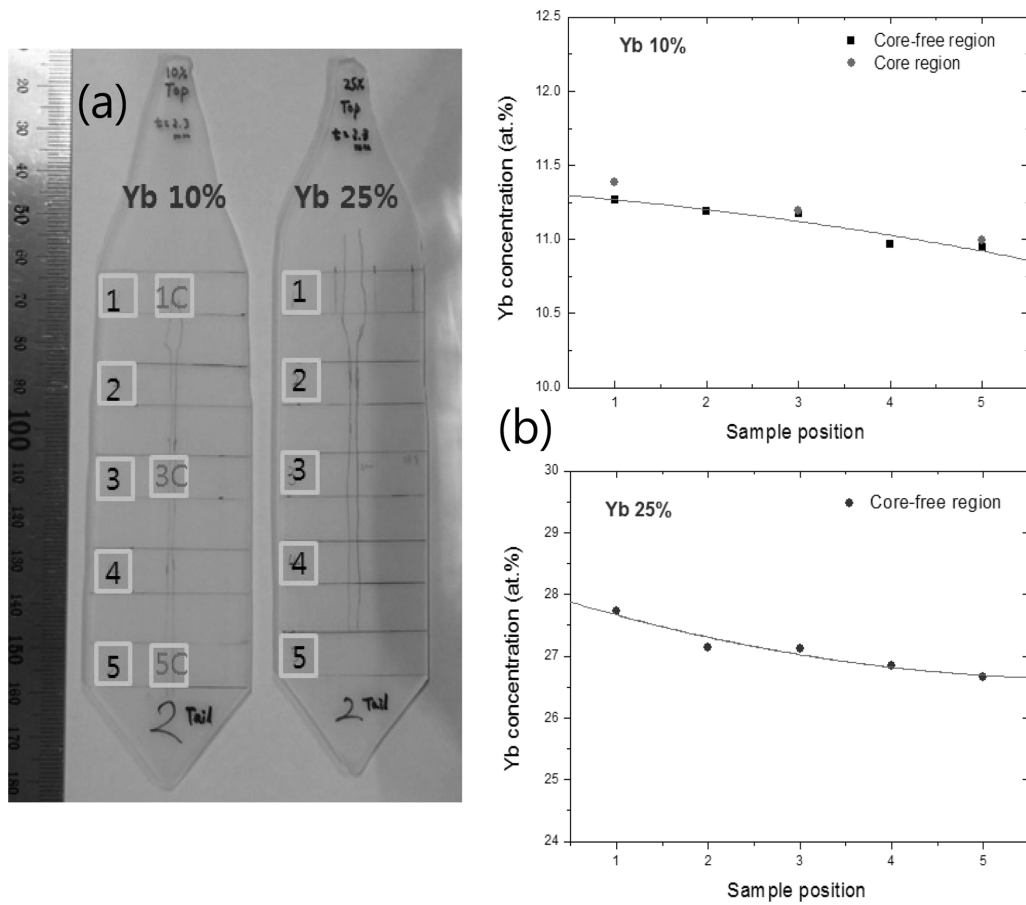 (a)
10%
Top
t=2.3
mm
25%
Top
t=2.8
mm
Yb 10%
Yb 25%
1
1C
1
2
2
3
3C
3
4
4
5
5C
5
2 Tail
2 Tail
20
30
40
50
60
70
80
90
100
110
120
130
140
150
160
170
180
(b)
Yb 10%
Core-free region
Core region
Yb concentration (at.%)
12.5
12.0
11.5
11.0
10.5
10.0
1 2 3 4 5
Sample position
Yb 25%
Core-free region
Yb concentration (at.%)
30
29
28
27
26
25
24
1 2 3 4 5
Sample position